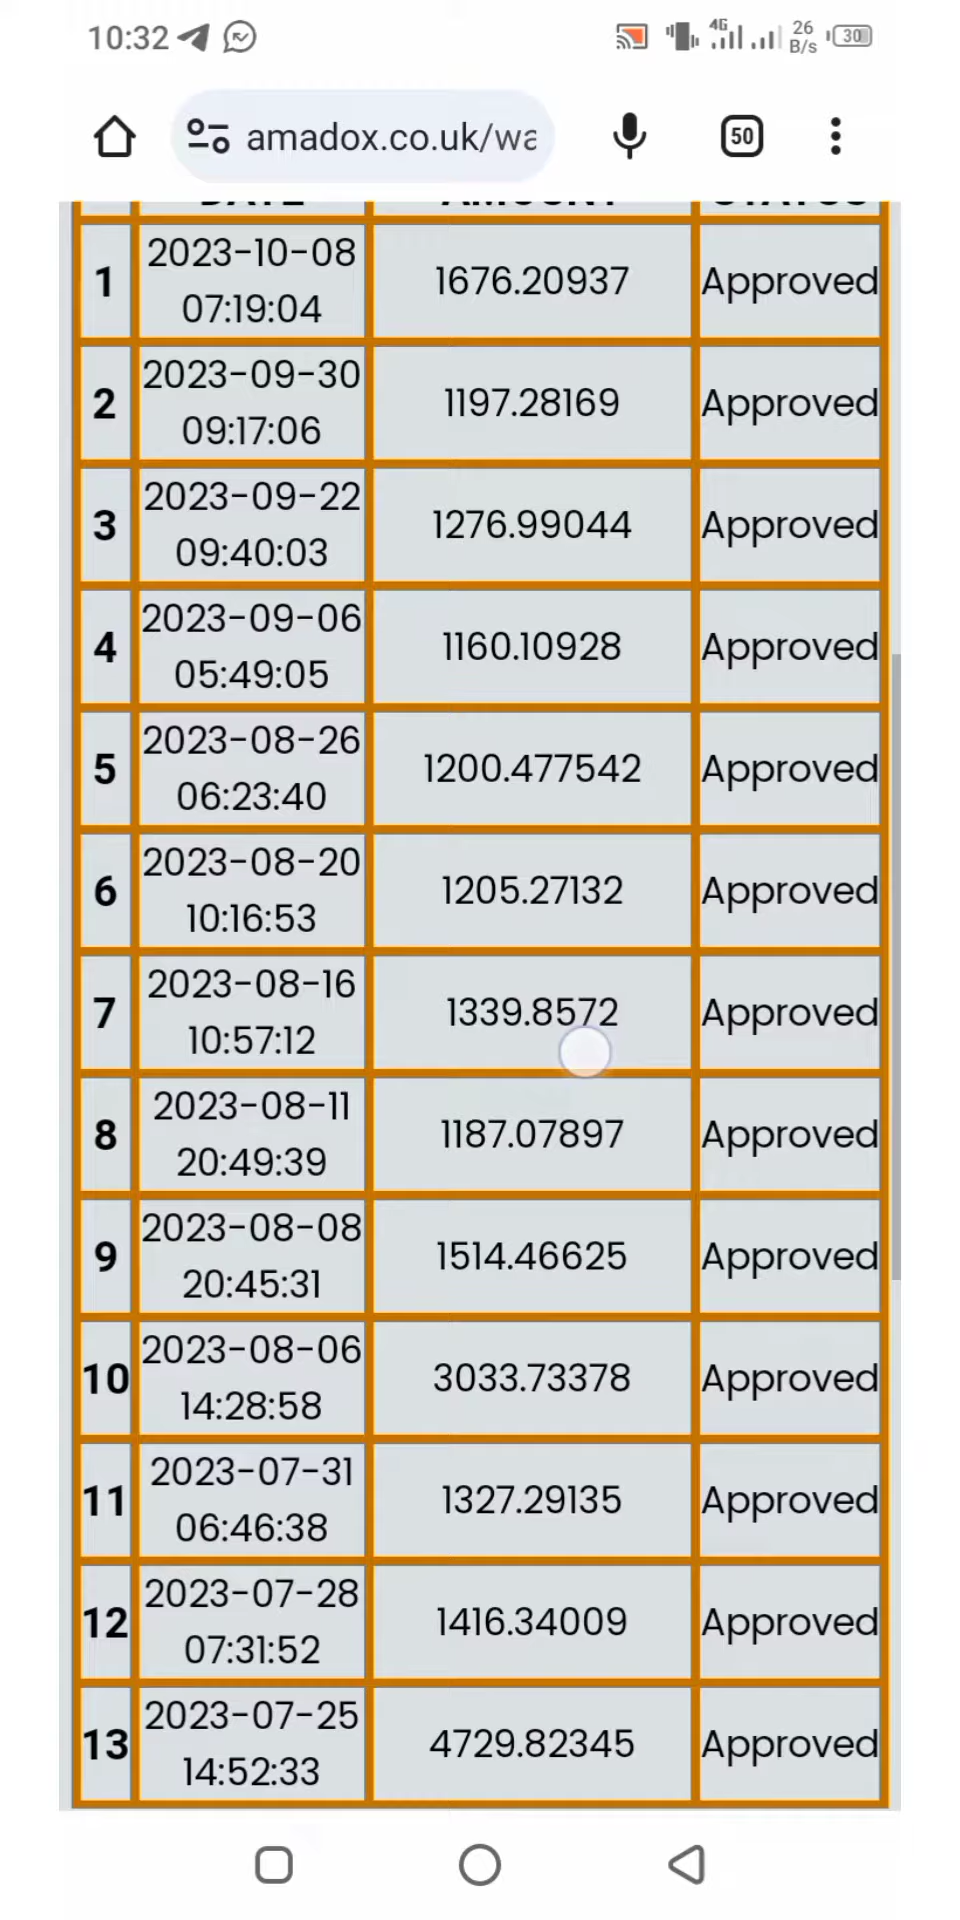 10:32 4G 26 B/s 30
amadox.co.uk/wa 50
DATE AMOUNT STATUS
1 2023-10-08 07:19:04 1676.20937 Approved
2 2023-09-30 09:17:06 1197.28169 Approved
3 2023-09-22 09:40:03 1276.99044 Approved
4 2023-09-06 05:49:05 1160.10928 Approved
5 2023-08-26 06:23:40 1200.477542 Approved
6 2023-08-20 10:16:53 1205.27132 Approved
7 2023-08-16 10:57:12 1339.8572 Approved
8 2023-08-11 20:49:39 1187.07897 Approved
9 2023-08-08 20:45:31 1514.46625 Approved
10 2023-08-06 14:28:58 3033.73378 Approved
11 2023-07-31 06:46:38 1327.29135 Approved
12 2023-07-28 07:31:52 1416.34009 Approved
13 2023-07-25 14:52:33 4729.82345 Approved